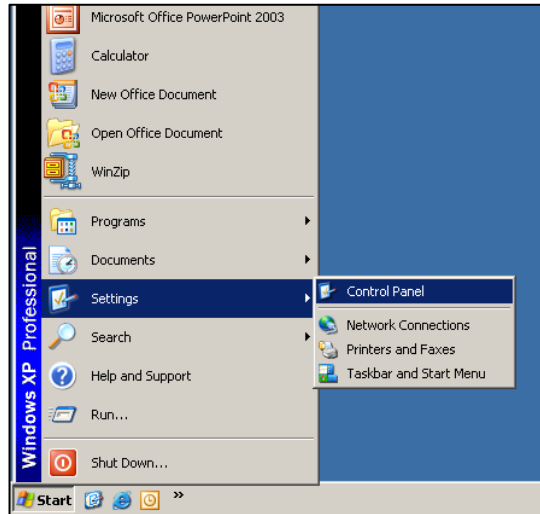 Microsoft Office PowerPoint 2003
Calculator
New Office Document
Open Office Document
WinZip
Programs
Documents
Settings
Control Panel
Search
Network Connections
Printers and Faxes
Help and Support
Taskbar and Start Menu
Run...
Shut Down...
Windows XP Professional
Start
»